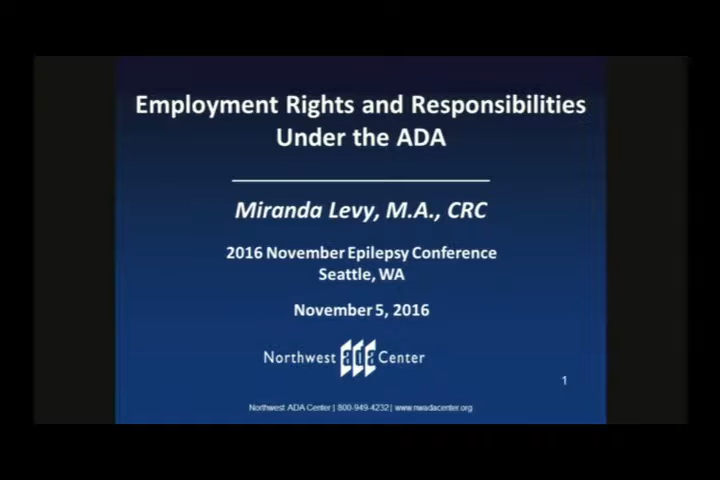 Employment Rights and Responsibilities
Under the ADA
Miranda Levy, M.A., CRC
2016 November Epilepsy Conference
Seattle, WA
November 5, 2016
Northwest ada Center
1
Northwest ADA Center | 800-949-4232 | www.nwadacenter.org